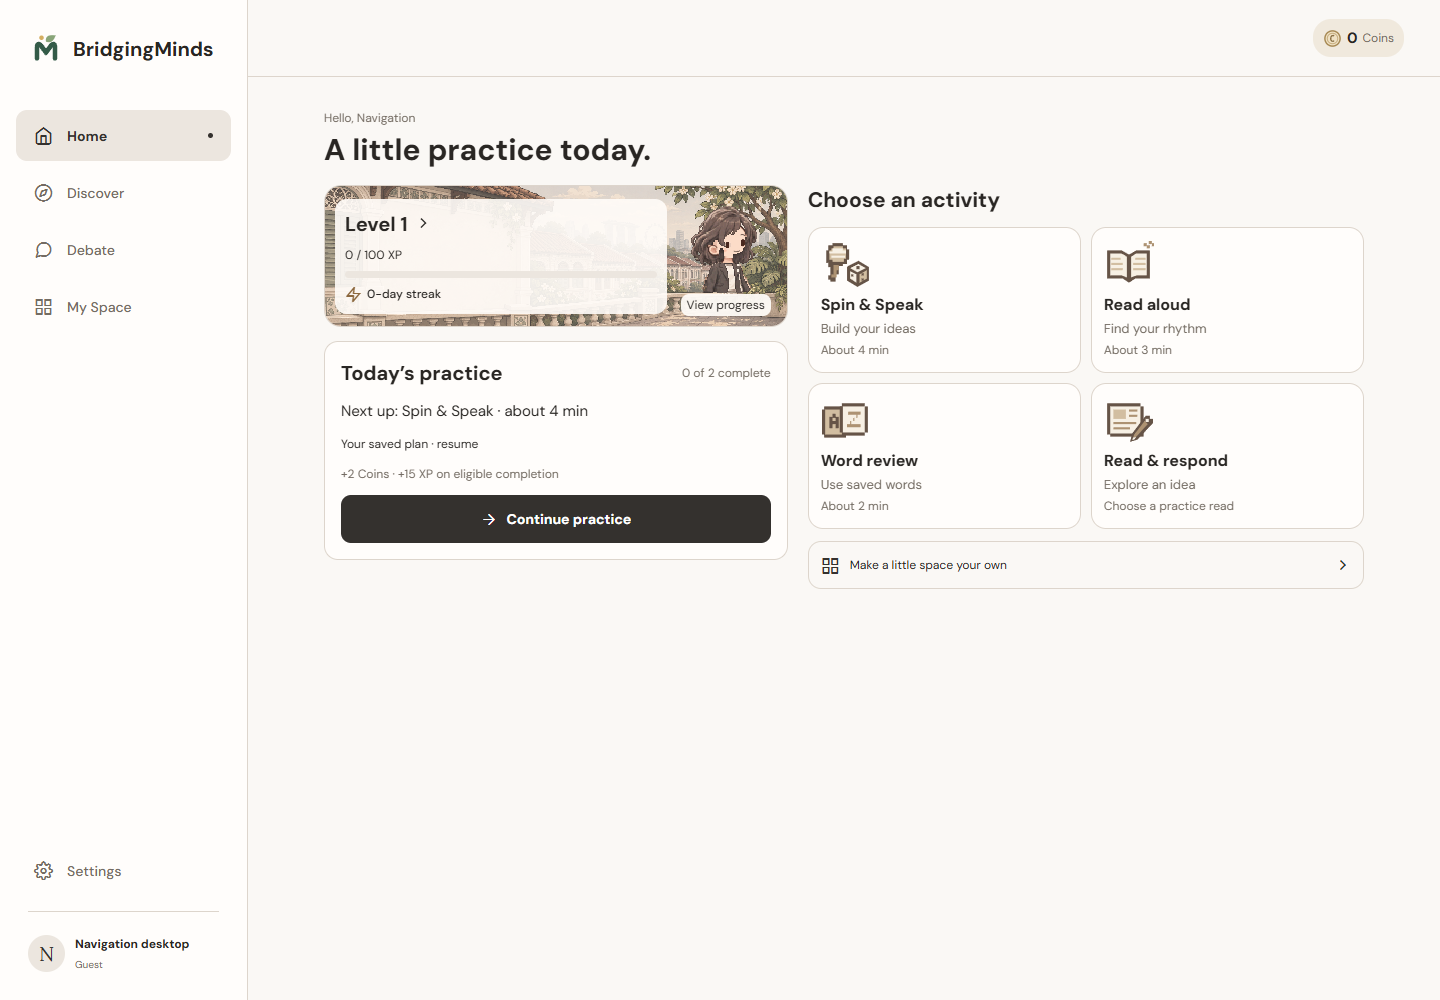 BridgingMinds
Home
Discover
Debate
My Space
Settings
N
Navigation desktop
Guest
0 Coins
Hello, Navigation
A little practice today.
Level 1
0 / 100 XP
0-day streak
View progress
Today’s practice
0 of 2 complete
Next up: Spin & Speak · about 4 min
Your saved plan · resume
+2 Coins · +15 XP on eligible completion
Continue practice
Choose an activity
Spin & Speak
Build your ideas
About 4 min
Read aloud
Find your rhythm
About 3 min
Word review
Use saved words
About 2 min
Read & respond
Explore an idea
Choose a practice read
Make a little space your own